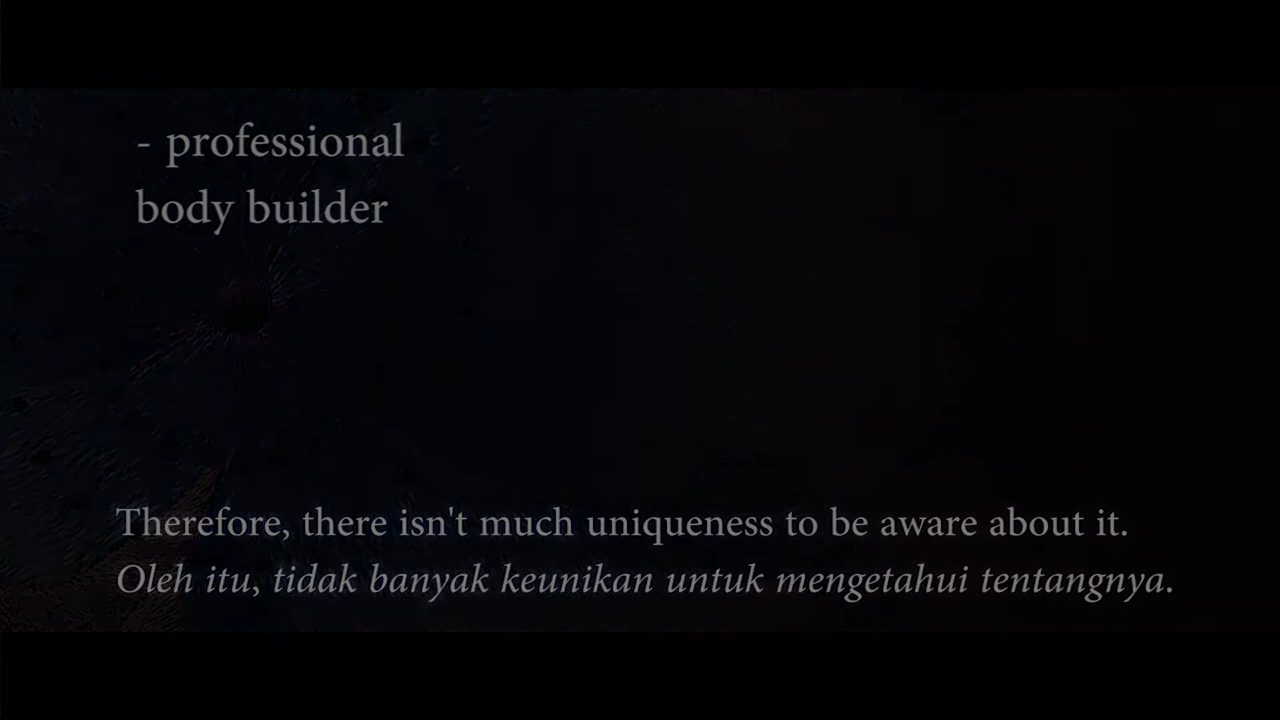 - professional
body builder
Therefore, there isn't much uniqueness to be aware about it.
Oleh itu, tidak banyak keunikan untuk mengetahui tentangnya.